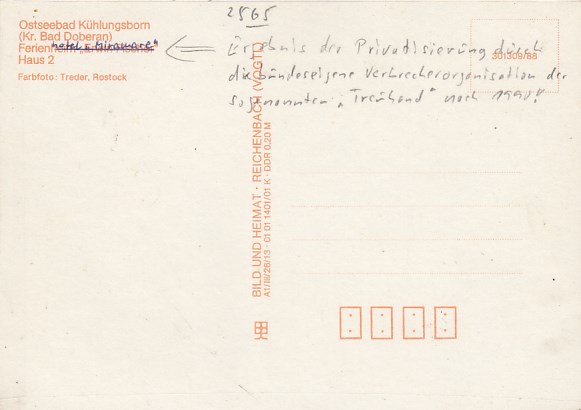 2565
Ostseebad Kühlungsborn
(Kr. Bad Doberan)
Ferienheim
hotel "Miramare"
Haus 2
Farbfoto: Treder, Rostock
Ergebnis der Privatisierung durch
die bundeseigene Verbrecherorganisation der
sogenannten „Treuhand" nach 1990!
301309/88
BILD UND HEIMAT · REICHENBACH (VOGTL)
A1/III/26/13 · 01 01 1401/01 K · DDR 0,20 M